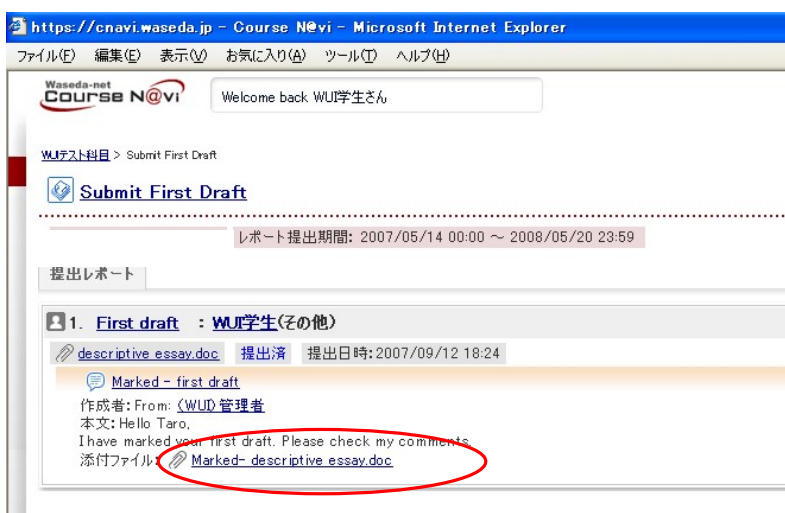 https://cnavi.waseda.jp - Course N@vi - Microsoft Internet Explorer
ファイル(F) 編集(E) 表示(V) お気に入り(A) ツール(T) ヘルプ(H)
Waseda-net
Course N@vi
Welcome back WUI学生さん
WUIテスト科目 > Submit First Draft
Submit First Draft
レポート提出期間: 2007/05/14 00:00 ～ 2008/05/20 23:59
提出レポート
1. First draft : WUI学生(その他)
descriptive essay.doc 提出済 提出日時:2007/09/12 18:24
Marked - first draft
作成者: From: (WUI) 管理者
本文: Hello Taro,
I have marked your first draft. Please check my comments.
添付ファイル: Marked- descriptive essay.doc